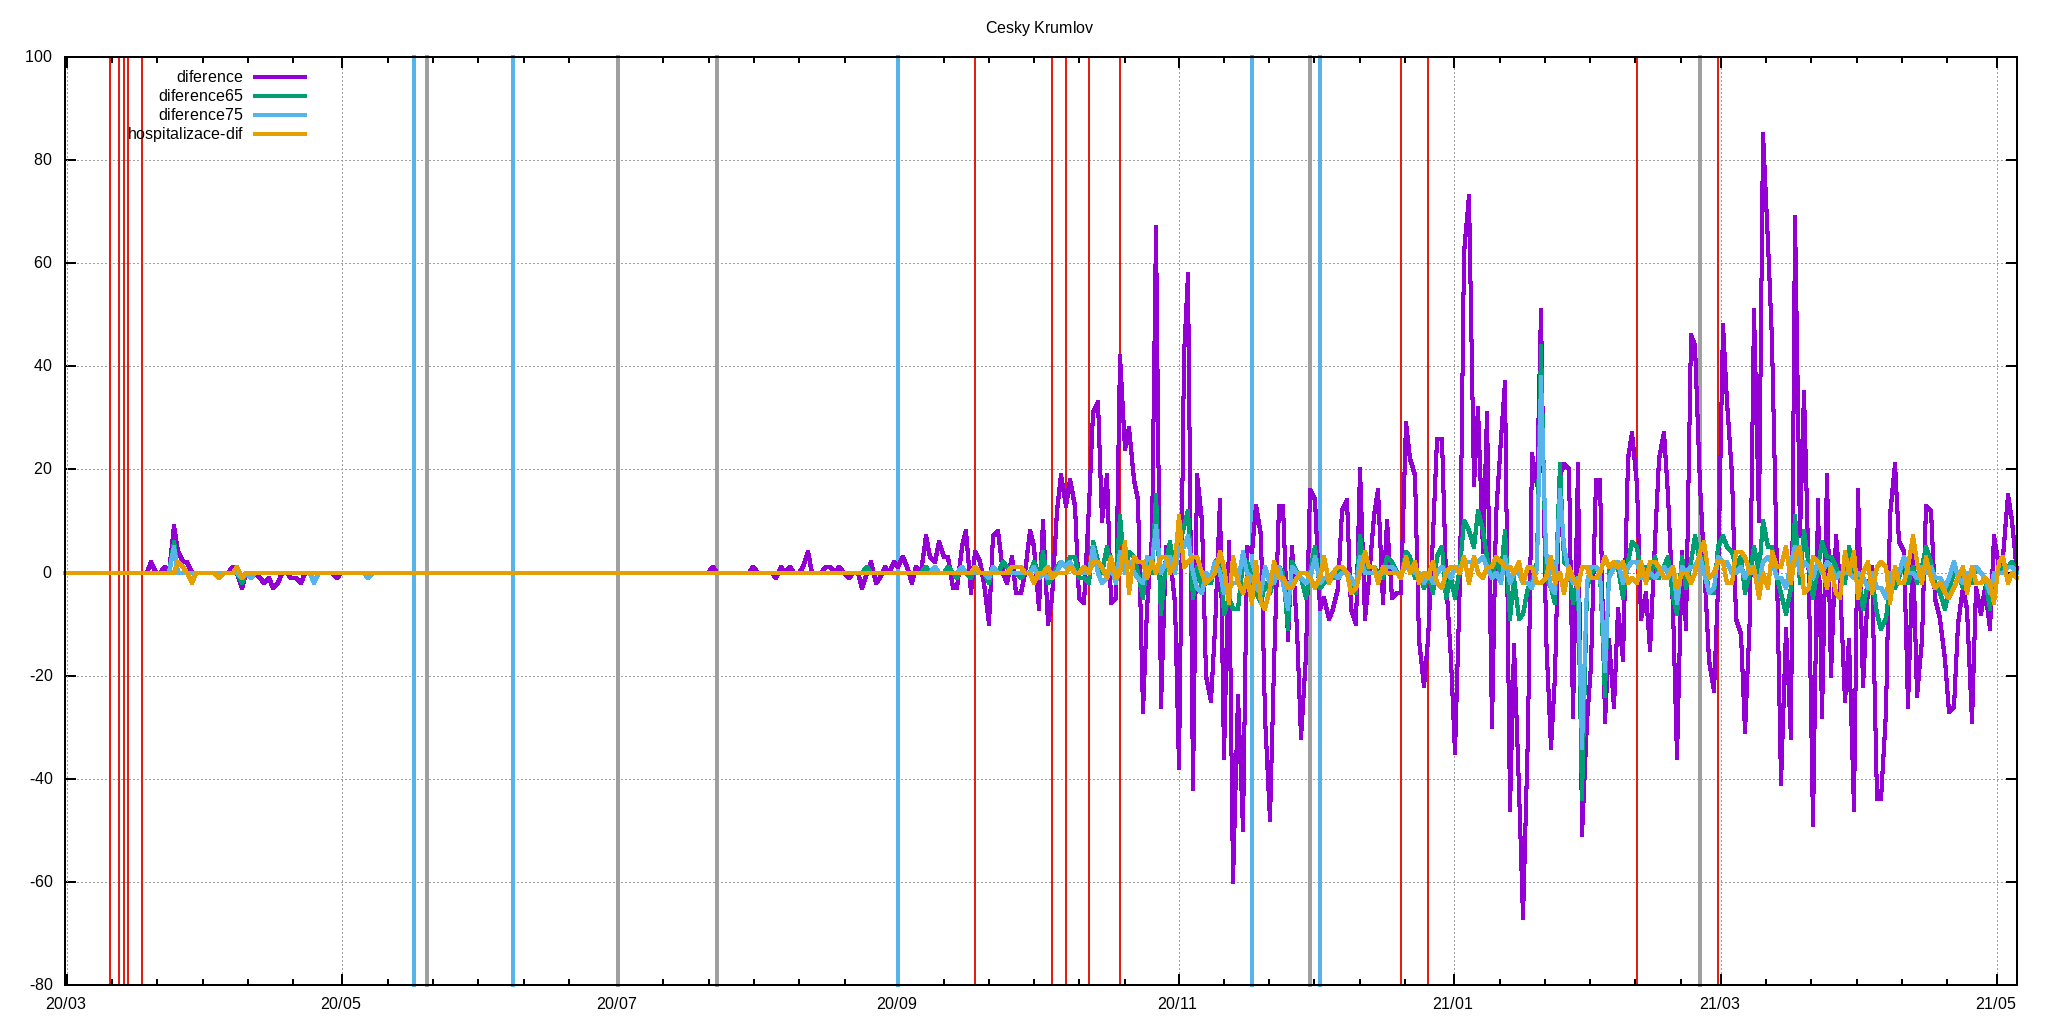 Cesky Krumlov
100
80
60
40
20
0
-20
-40
-60
-80
diference
diference65
diference75
hospitalizace-dif
20/03 20/05 20/07 20/09 20/11 21/01 21/03 21/05